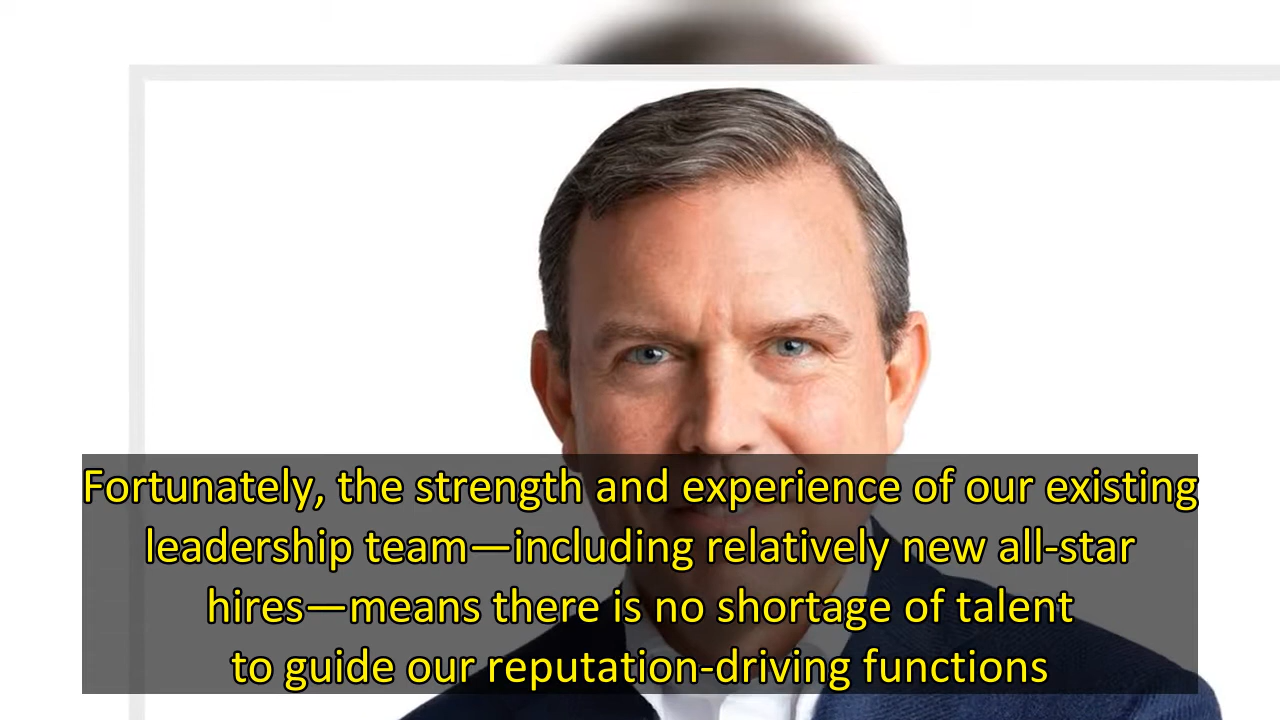 Fortunately, the strength and experience of our existing
leadership team—including relatively new all-star
hires—means there is no shortage of talent
to guide our reputation-driving functions